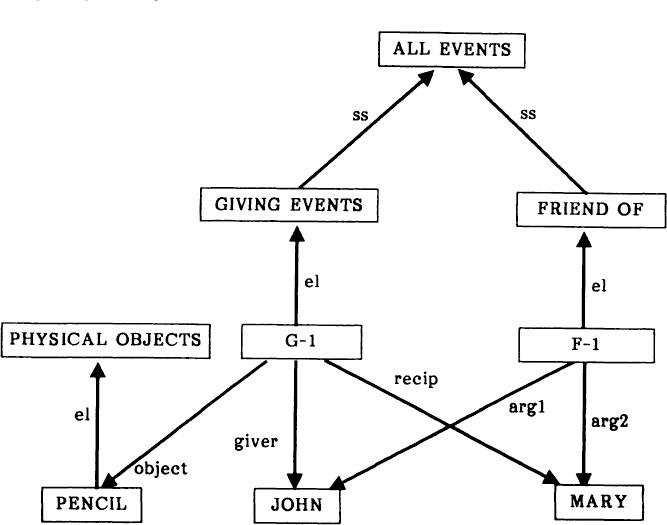 ALL EVENTS
ss
ss
GIVING EVENTS
FRIEND OF
el
el
PHYSICAL OBJECTS
G-1
F-1
recip
el
object
giver
arg1
arg2
PENCIL
JOHN
MARY